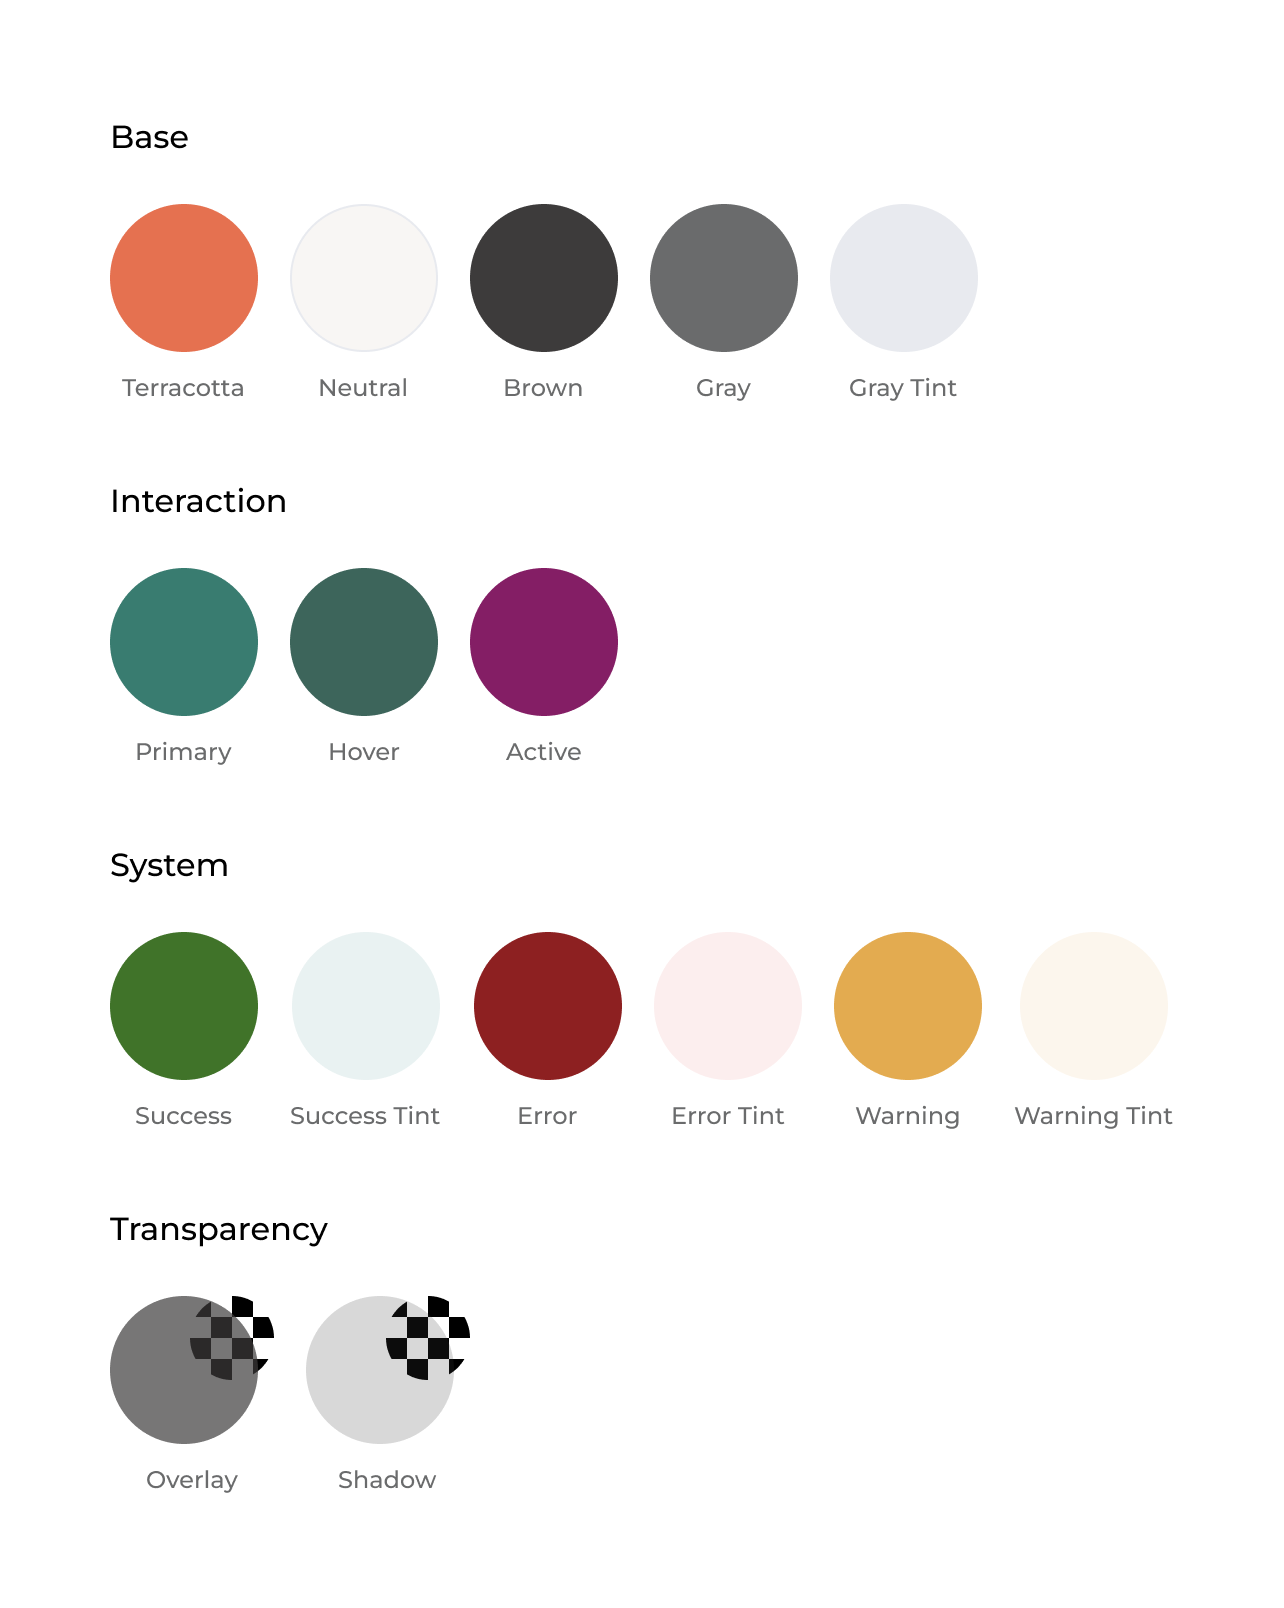 Base
Terracotta Neutral Brown Gray Gray Tint
Interaction
Primary Hover Active
System
Success Success Tint Error Error Tint Warning Warning Tint
Transparency
Overlay Shadow